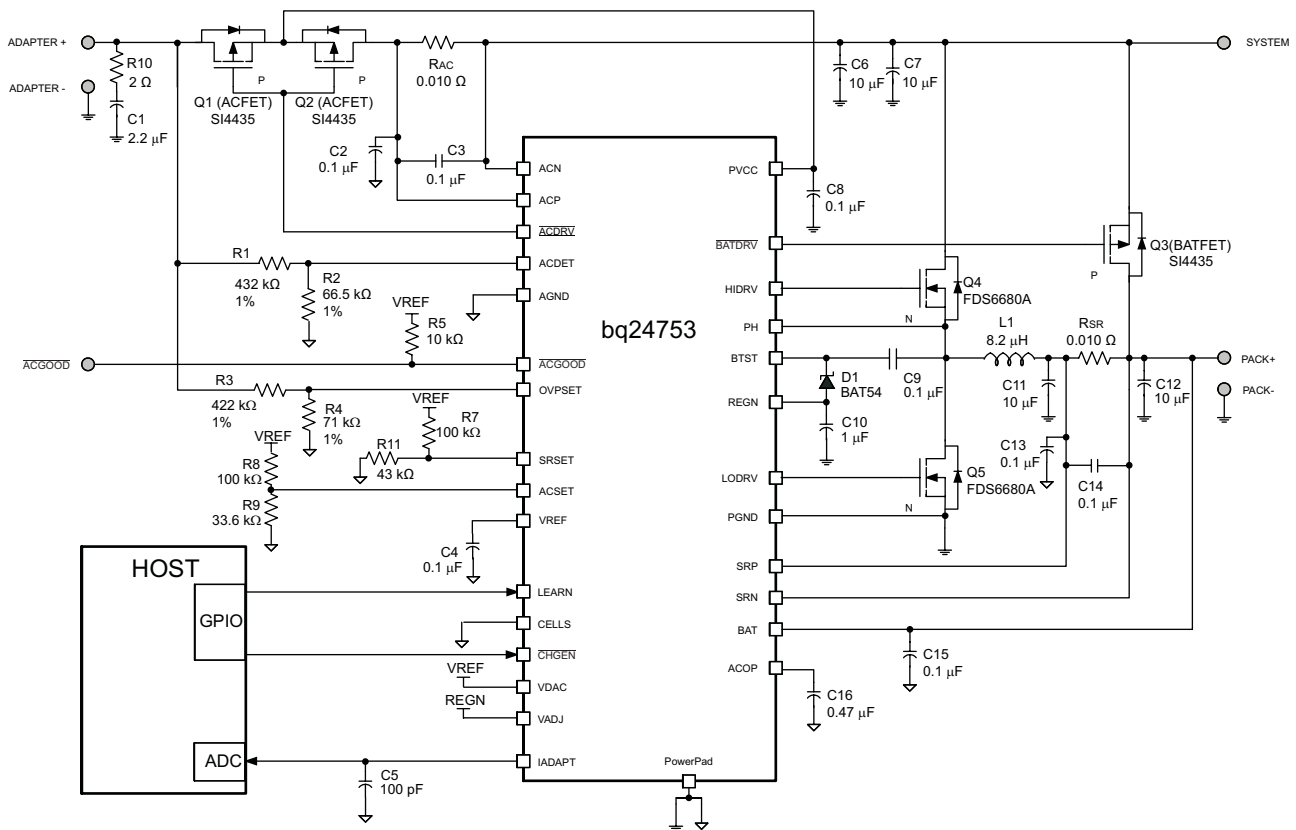 ADAPTER +
ADAPTER -
R10
2 Ω
C1
2.2 µF
P
Q1 (ACFET)
SI4435
P
Q2 (ACFET)
SI4435
RAC
0.010 Ω
C6
10 µF
C7
10 µF
SYSTEM
C2
0.1 µF
C3
0.1 µF
C8
0.1 µF
R1
432 kΩ
1%
R2
66.5 kΩ
1%
VREF
R5
10 kΩ
ACGOOD
R3
422 kΩ
1%
R4
71 kΩ
1%
VREF
R7
100 kΩ
R11
43 kΩ
VREF
R8
100 kΩ
R9
33.6 kΩ
C4
0.1 µF
HOST
GPIO
ADC
VREF
REGN
C5
100 pF
bq24753
ACN
ACP
ACDRV
ACDET
AGND
ACGOOD
OVPSET
SRSET
ACSET
VREF
LEARN
CELLS
CHGEN
VDAC
VADJ
IADAPT
PVCC
BATDRV
HIDRV
PH
BTST
REGN
LODRV
PGND
SRP
SRN
BAT
ACOP
PowerPad
Q3(BATFET)
SI4435
P
Q4
FDS6680A
N
L1
8.2 µH
RSR
0.010 Ω
D1
BAT54
C9
0.1 µF
C10
1 µF
C11
10 µF
C12
10 µF
PACK+
PACK-
C13
0.1 µF
C14
0.1 µF
Q5
FDS6680A
N
C15
0.1 µF
C16
0.47 µF